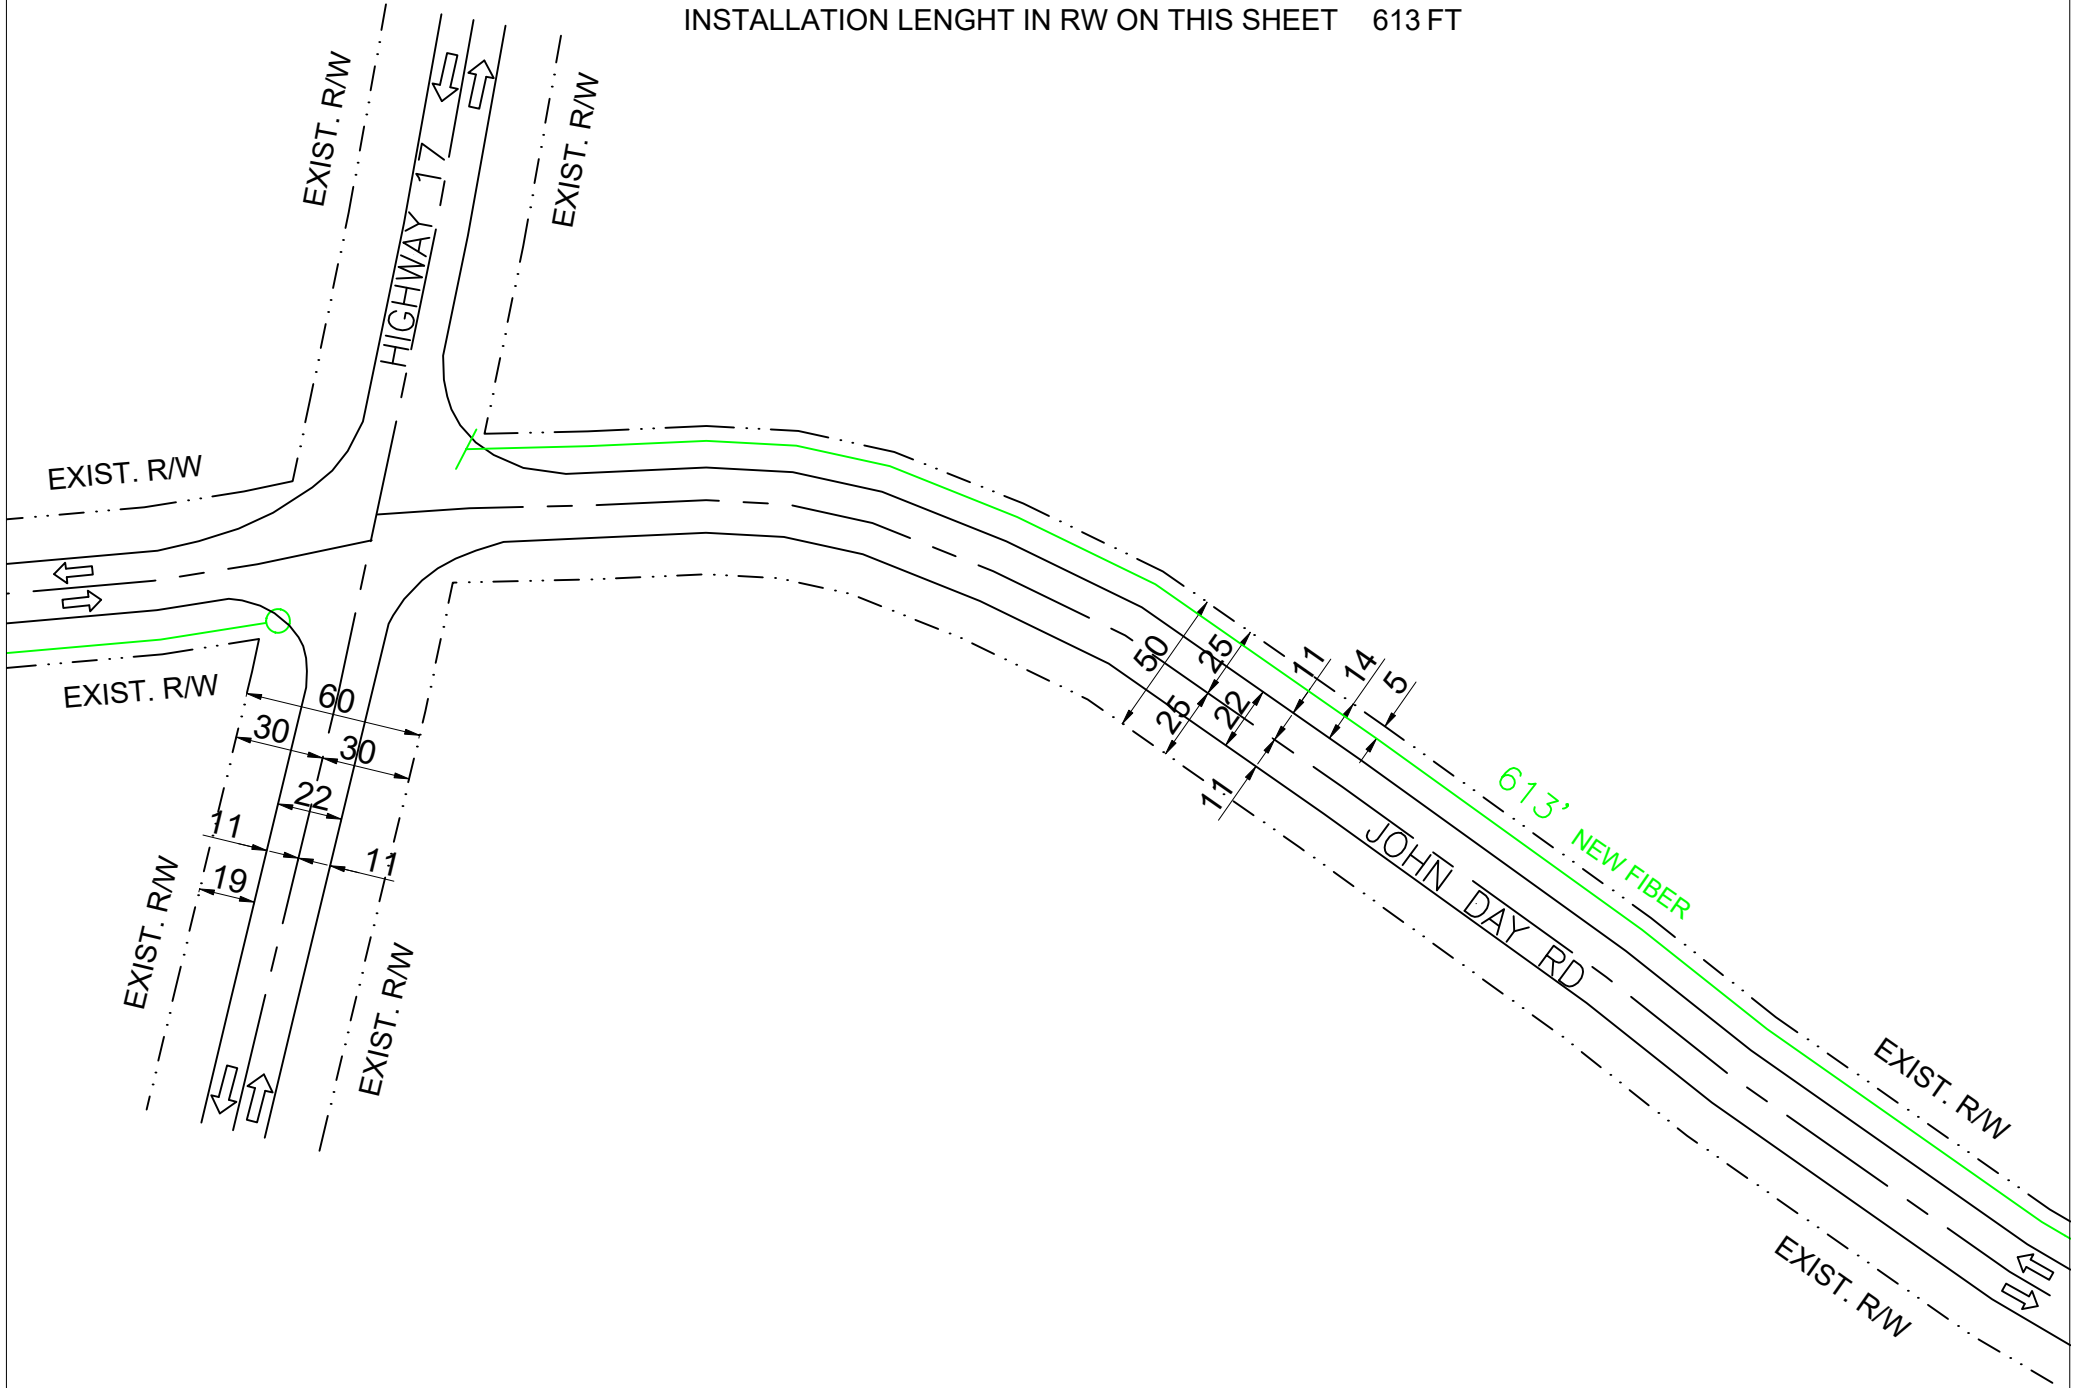 INSTALLATION LENGHT IN RW ON THIS SHEET 613 FT
EXIST. R/W
EXIST. R/W
HIGHWAY 17
EXIST. R/W
EXIST. R/W
60
30
30
22
11
11
19
EXIST. R/W
EXIST. R/W
50
25
25
22
11
11
14
5
613' NEW FIBER
JOHN DAY RD
EXIST. R/W
EXIST. R/W